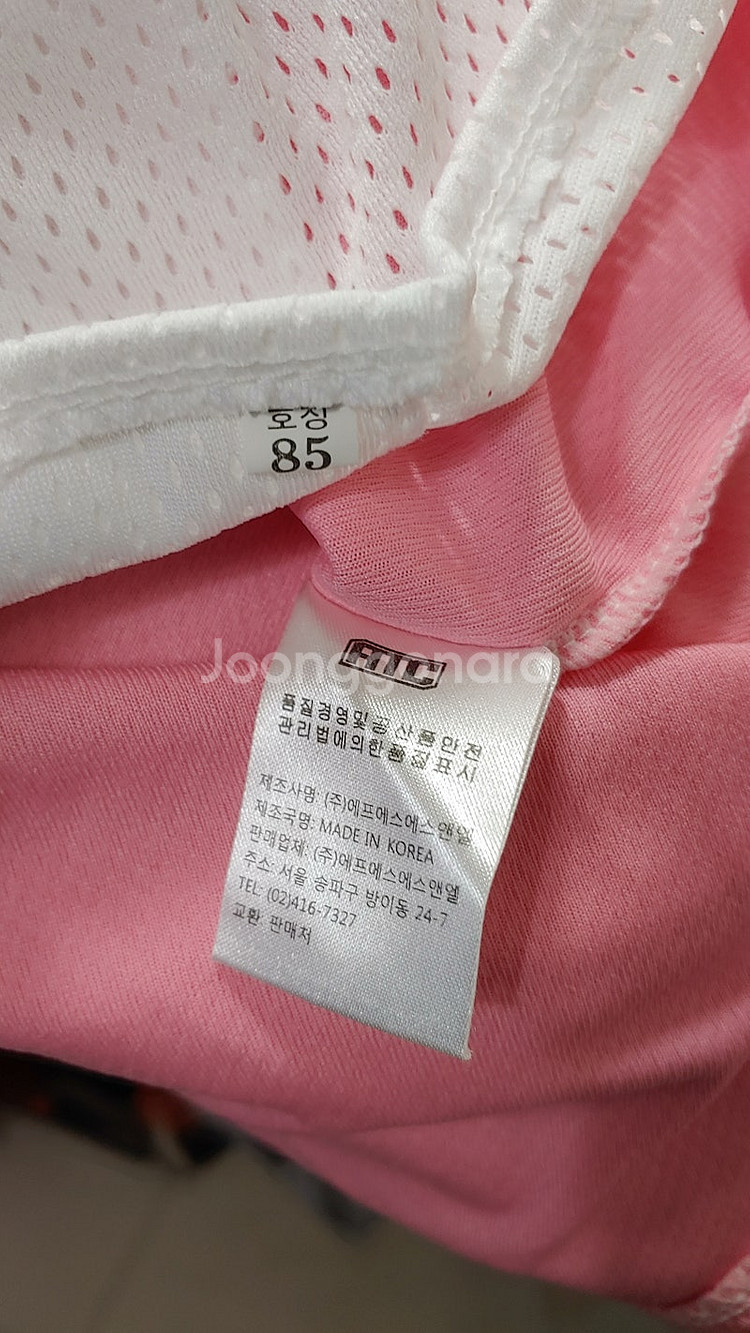 호칭
85
Joonggonara
품질경영및공산품안전
관리법에의한품질표시
제조사명: (주)에프에스에스앤엘
제조국명: MADE IN KOREA
판매업체: (주)에프에스에스앤엘
주소: 서울 송파구 방이동 24-7
TEL: (02)416-7327
교환: 판매처